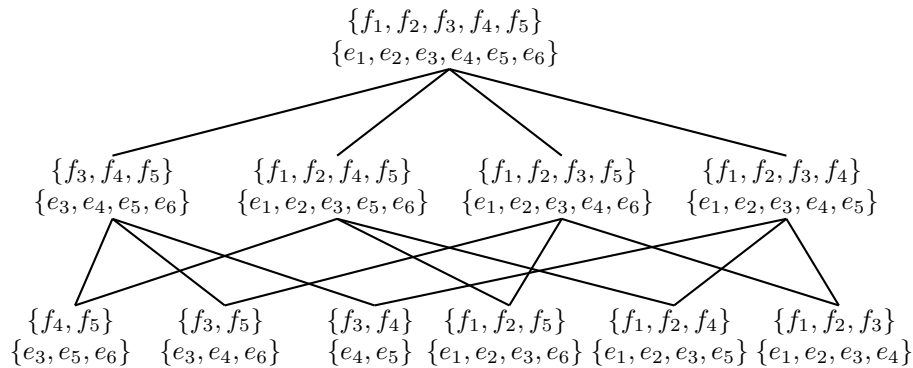 {f₁, f₂, f₃, f₄, f₅}
{e₁, e₂, e₃, e₄, e₅, e₆}
{f₃, f₄, f₅}
{e₃, e₄, e₅, e₆}
{f₁, f₂, f₄, f₅}
{e₁, e₂, e₃, e₅, e₆}
{f₁, f₂, f₃, f₅}
{e₁, e₂, e₃, e₄, e₆}
{f₁, f₂, f₃, f₄}
{e₁, e₂, e₃, e₄, e₅}
{f₄, f₅}
{e₃, e₅, e₆}
{f₃, f₅}
{e₃, e₄, e₆}
{f₃, f₄}
{e₄, e₅}
{f₁, f₂, f₅}
{e₁, e₂, e₃, e₆}
{f₁, f₂, f₄}
{e₁, e₂, e₃, e₅}
{f₁, f₂, f₃}
{e₁, e₂, e₃, e₄}